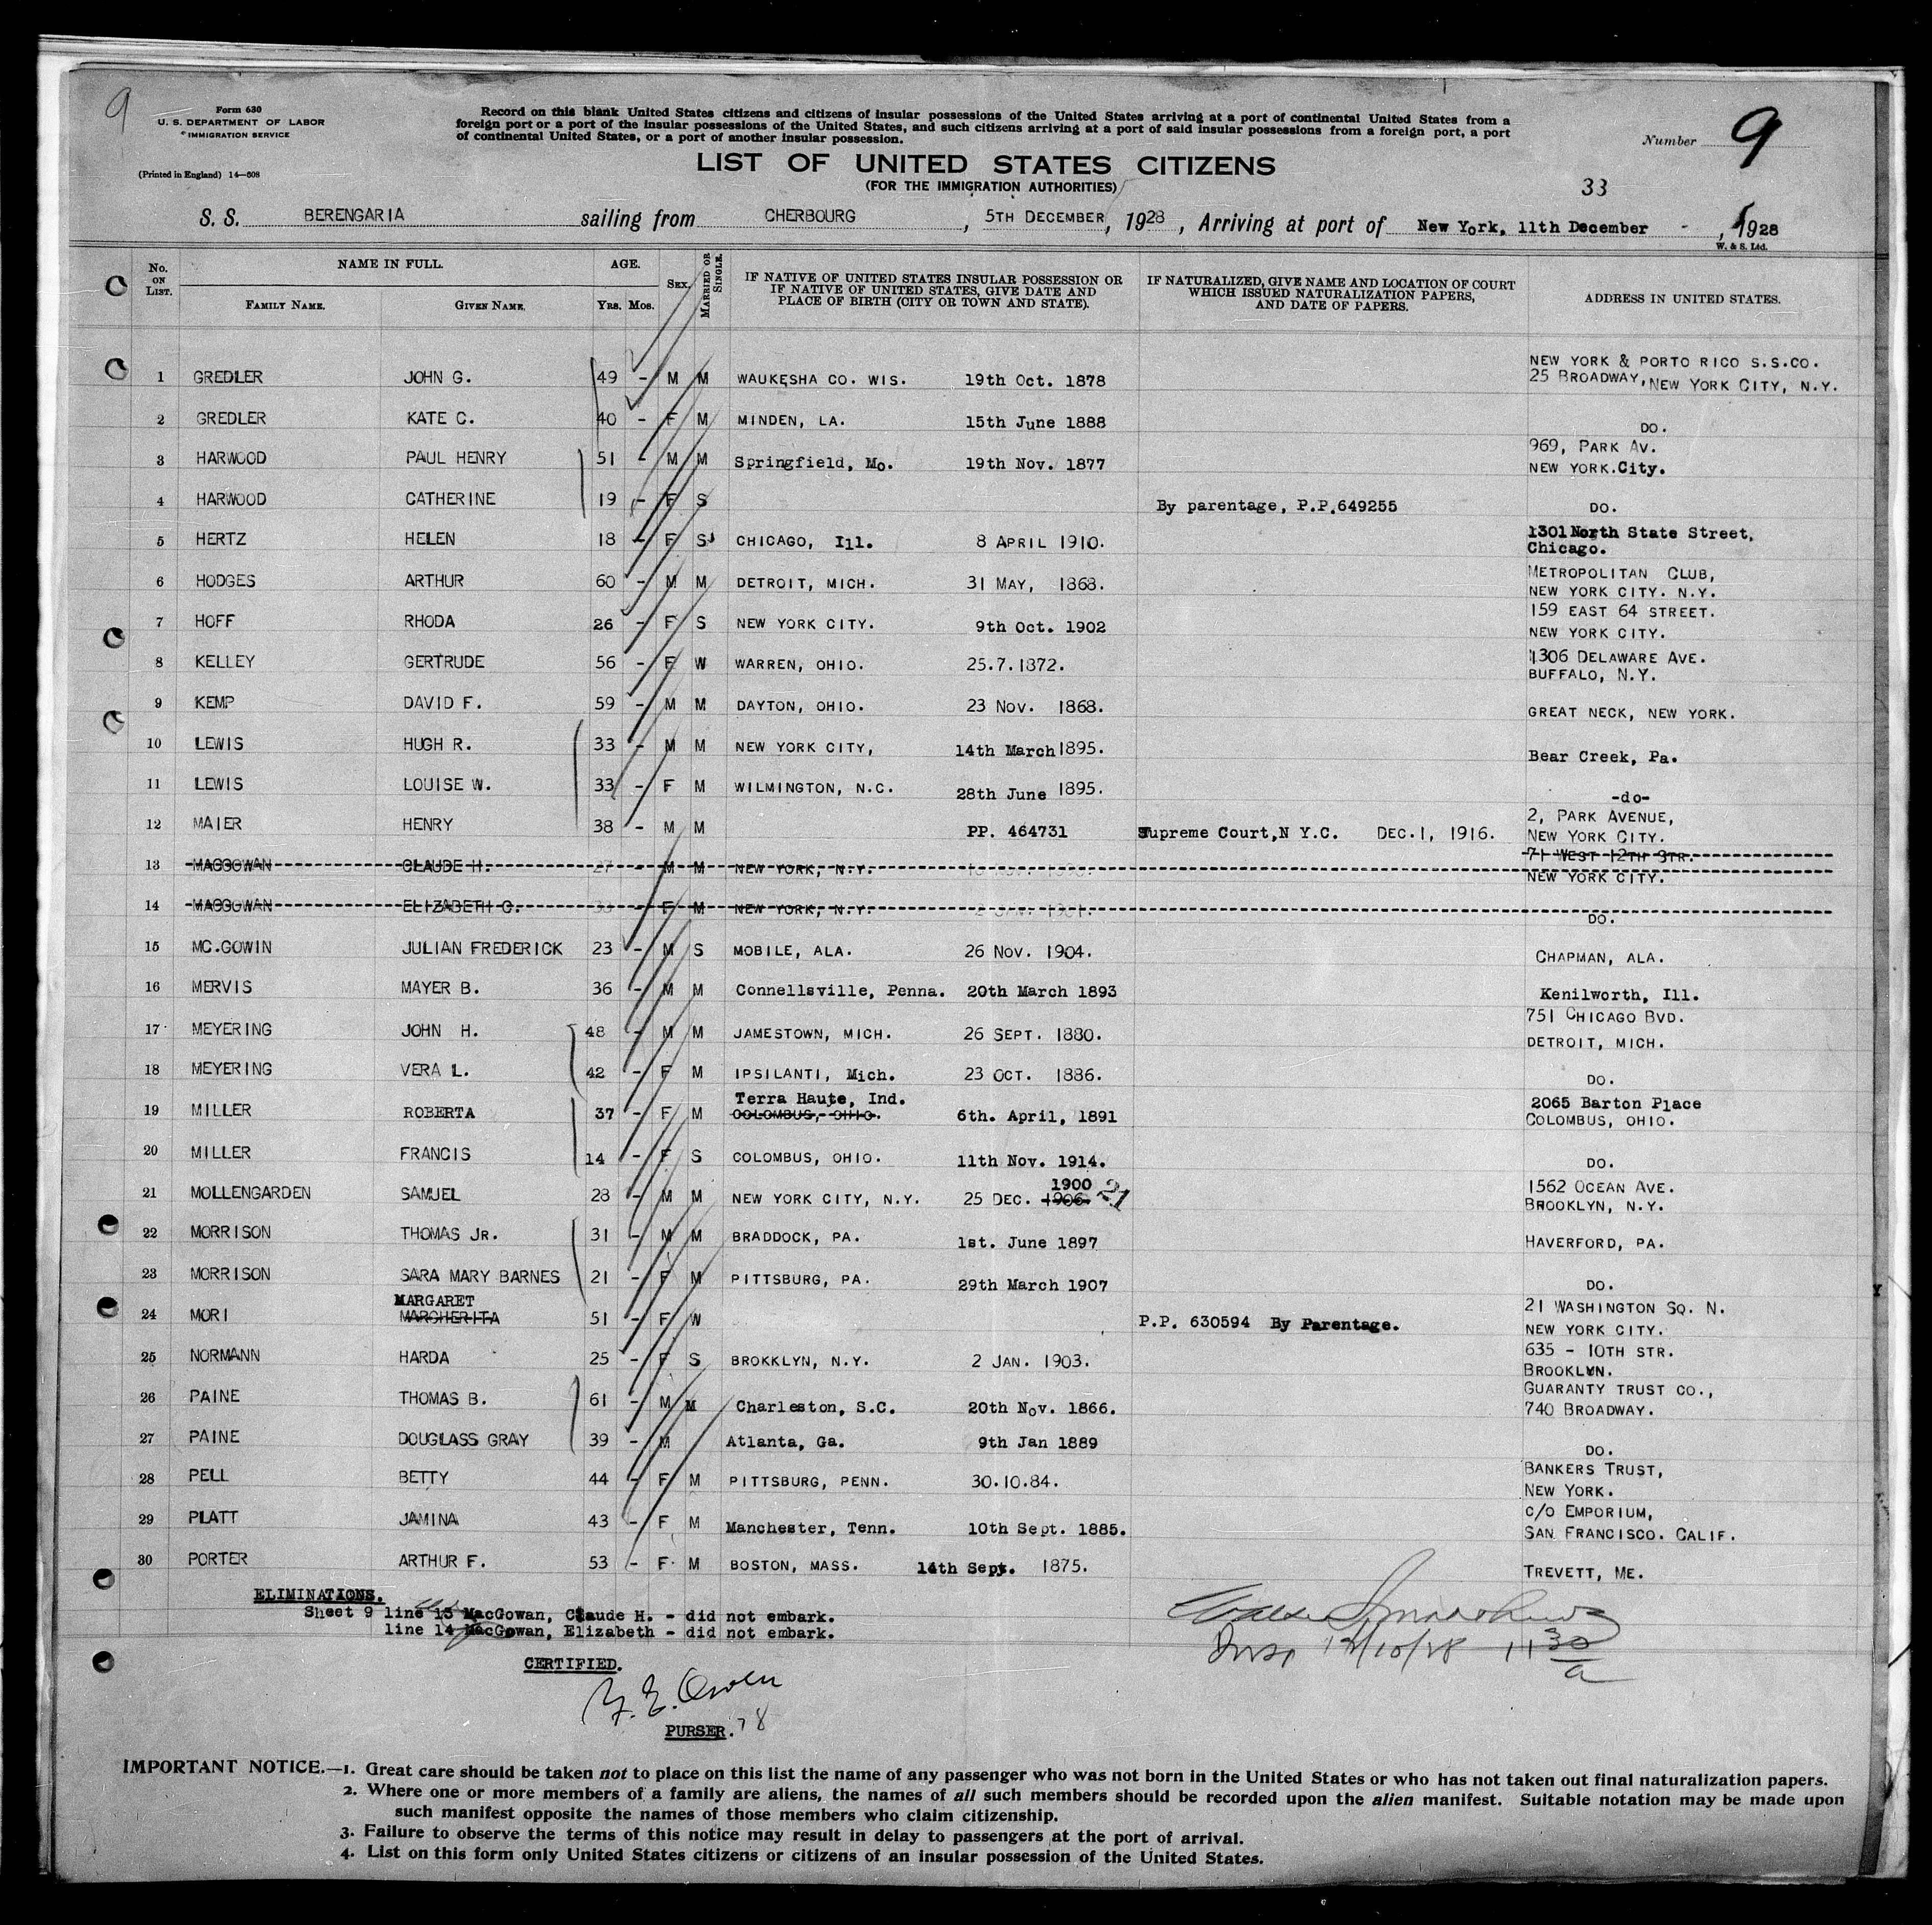 9
Form 630
U. S. DEPARTMENT OF LABOR
IMMIGRATION SERVICE
(Printed in England) 14—608
Record on this blank United States citizens and citizens of insular possessions of the United States arriving at a port of continental United States from a
foreign port or a port of the insular possessions of the United States, and such citizens arriving at a port of said insular possessions from a foreign port, a port
of continental United States, or a port of another insular possession.
LIST OF UNITED STATES CITIZENS
(FOR THE IMMIGRATION AUTHORITIES)
Number 9
33
S. S. BERENGARIA sailing from CHERBOURG, 5TH DECEMBER, 1928, Arriving at port of New York, 11th December - , 1928
W. & S. Ltd.
No. ON LIST. NAME IN FULL. FAMILY NAME. GIVEN NAME. AGE. Yrs. Mos. SEX. MARRIED OR SINGLE. IF NATIVE OF UNITED STATES INSULAR POSSESSION OR IF NATIVE OF UNITED STATES, GIVE DATE AND PLACE OF BIRTH (CITY OR TOWN AND STATE). IF NATURALIZED, GIVE NAME AND LOCATION OF COURT WHICH ISSUED NATURALIZATION PAPERS, AND DATE OF PAPERS. ADDRESS IN UNITED STATES.
1 GREDLER JOHN G. 49 - M M WAUKESHA CO. WIS. 19th Oct. 1878 NEW YORK & PORTO RICO S.S.CO. 25 BROADWAY, NEW YORK CITY, N.Y.
2 GREDLER KATE C. 40 - F M MINDEN, LA. 15th June 1888 DO.
3 HARWOOD PAUL HENRY 51 - M M Springfield, Mo. 19th Nov. 1877 969, PARK AV. NEW YORK.City.
4 HARWOOD CATHERINE 19 - F S By parentage, P.P.649255 DO.
5 HERTZ HELEN 18 - F S CHICAGO, Ill. 8 APRIL 1910. 1301 North State Street, Chicago.
6 HODGES ARTHUR 60 - M M DETROIT, MICH. 31 MAY, 1868. METROPOLITAN CLUB, NEW YORK CITY. N.Y.
7 HOFF RHODA 26 - F S NEW YORK CITY. 9th Oct. 1902 159 EAST 64 STREET. NEW YORK CITY.
8 KELLEY GERTRUDE 56 - F W WARREN, OHIO. 25.7.1872. 1306 DELAWARE AVE. BUFFALO, N.Y.
9 KEMP DAVID F. 59 - M M DAYTON, OHIO. 23 NOV. 1868. GREAT NECK, NEW YORK.
10 LEWIS HUGH R. 33 - M M NEW YORK CITY, 14th March 1895. Bear Creek, Pa.
11 LEWIS LOUISE W. 33 - F M WILMINGTON, N.C. 28th June 1895. -do-
12 MAIER HENRY 38 - M M PP. 464731 Supreme Court,N Y.C. DEC.1, 1916. 2, PARK AVENUE, NEW YORK CITY.
13 MACGOWAN CLAUDE H. 27 - M M NEW YORK, N.Y. 71 WEST 12TH STR. NEW YORK CITY.
14 MACGOWAN ELIZABETH C. - F M NEW YORK, N.Y. 2 JAN. 1901. DO.
15 MC.GOWIN JULIAN FREDERICK 23 - M S MOBILE, ALA. 26 NOV. 1904. CHAPMAN, ALA.
16 MERVIS MAYER B. 36 - M M Connellsville, Penna. 20th March 1893 Kenilworth, Ill.
17 MEYERING JOHN H. 48 - M M JAMESTOWN, MICH. 26 SEPT. 1880. 751 CHICAGO BVD. DETROIT, MICH.
18 MEYERING VERA L. 42 - F M IPSILANTI, Mich. 23 OCT. 1886. DO.
19 MILLER ROBERTA 37 - F M Terra Haute, Ind. COLOMBUS, OHIO. 6th. April, 1891 2065 Barton Place COLOMBUS, OHIO.
20 MILLER FRANCIS 14 - F S COLOMBUS, OHIO. 11th Nov. 1914. DO.
21 MOLLENGARDEN SAMUEL 28 - M M NEW YORK CITY, N.Y. 25 DEC. 1900 1906. 21 1562 OCEAN AVE. BROOKLYN, N.Y.
22 MORRISON THOMAS JR. 31 - M M BRADDOCK, PA. 1st. June 1897 HAVERFORD, PA.
23 MORRISON SARA MARY BARNES 21 - F M PITTSBURG, PA. 29th March 1907 DO.
24 MORI MARGARET MARGHERITA 51 - F W P.P. 630594 By Parentage. 21 WASHINGTON SQ. N. NEW YORK CITY.
25 NORMANN HARDA 25 - F S BROKKLYN, N.Y. 2 JAN. 1903. 635 - 10TH STR. BROOKLYN.
26 PAINE THOMAS B. 61 - M M Charleston, S.C. 20th Nov. 1866. GUARANTY TRUST CO., 740 BROADWAY.
27 PAINE DOUGLASS GRAY 39 - M Atlanta, Ga. 9th Jan 1889 DO.
28 PELL BETTY 44 - F M PITTSBURG, PENN. 30.10.84. BANKERS TRUST, NEW YORK.
29 PLATT JAMINA 43 - F M Manchester, Tenn. 10th Sept. 1885. C/O EMPORIUM, SAN FRANCISCO. CALIF.
30 PORTER ARTHUR F. 53 - F. M BOSTON, MASS. 14th Sept. 1875. TREVETT, ME.
ELIMINATIONS.
Sheet 9 line 13 MacGowan, Claude H. - did not embark.
line 14 MacGowan, Elizabeth - did not embark.
12/10/28 11 30 a
CERTIFIED.
PURSER. 78
IMPORTANT NOTICE.—1. Great care should be taken not to place on this list the name of any passenger who was not born in the United States or who has not taken out final naturalization papers.
2. Where one or more members of a family are aliens, the names of all such members should be recorded upon the alien manifest. Suitable notation may be made upon
such manifest opposite the names of those members who claim citizenship.
3. Failure to observe the terms of this notice may result in delay to passengers at the port of arrival.
4. List on this form only United States citizens or citizens of an insular possession of the United States.